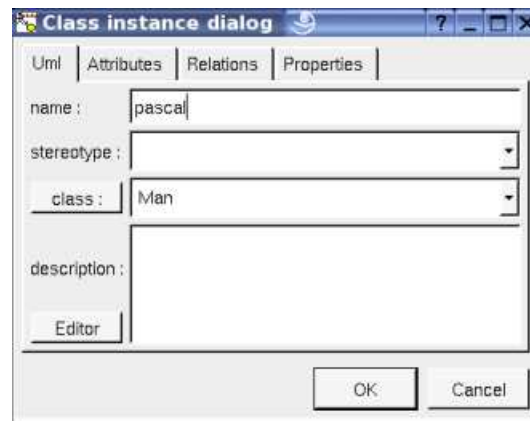 Class instance dialog ? _
Uml Attributes Relations Properties
name : pascal
stereotype :
class : Man
description :
Editor
OK Cancel